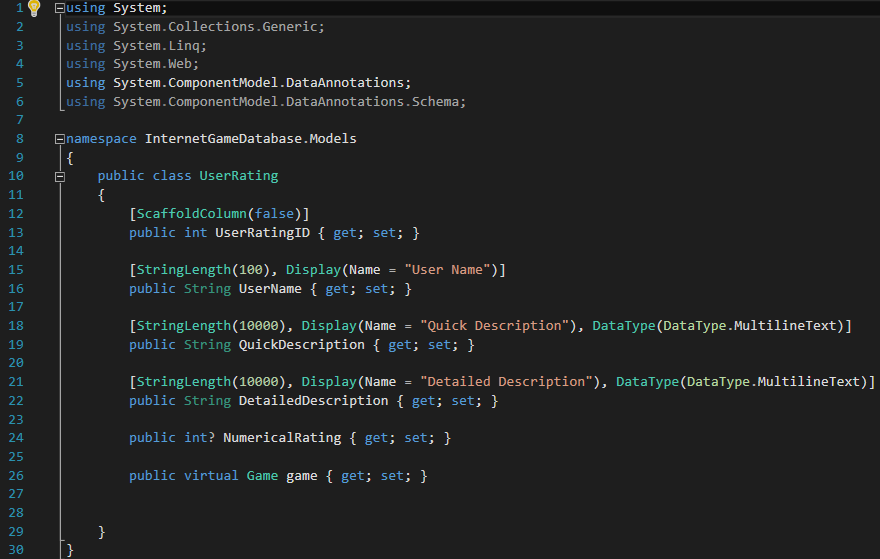 1 using System;
2 using System.Collections.Generic;
3 using System.Linq;
4 using System.Web;
5 using System.ComponentModel.DataAnnotations;
6 using System.ComponentModel.DataAnnotations.Schema;
7
8 namespace InternetGameDatabase.Models
9 {
10     public class UserRating
11     {
12         [ScaffoldColumn(false)]
13         public int UserRatingID { get; set; }
14
15         [StringLength(100), Display(Name = "User Name")]
16         public String UserName { get; set; }
17
18         [StringLength(10000), Display(Name = "Quick Description"), DataType(DataType.MultilineText)]
19         public String QuickDescription { get; set; }
20
21         [StringLength(10000), Display(Name = "Detailed Description"), DataType(DataType.MultilineText)]
22         public String DetailedDescription { get; set; }
23
24         public int? NumericalRating { get; set; }
25
26         public virtual Game game { get; set; }
27
28
29     }
30 }